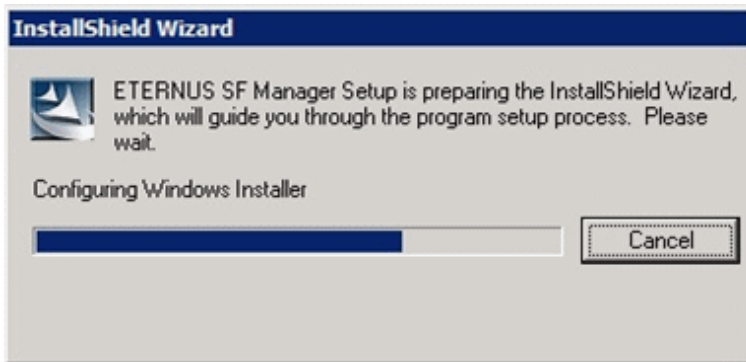 InstallShield Wizard
ETERNUS SF Manager Setup is preparing the InstallShield Wizard,
which will guide you through the program setup process. Please
wait.
Configuring Windows Installer
Cancel